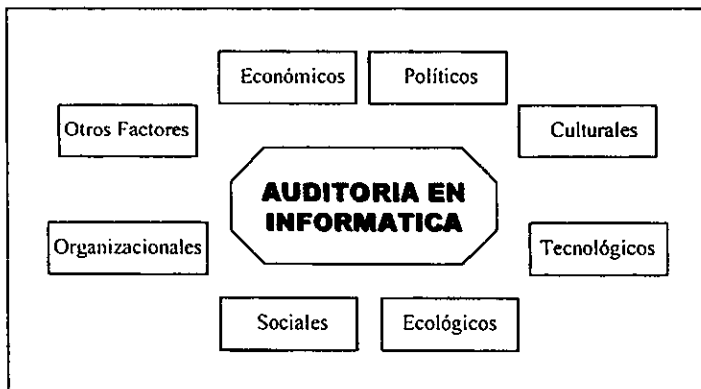 Económicos
Políticos
Otros Factores
Culturales
AUDITORIA EN
INFORMATICA
Organizacionales
Tecnológicos
Sociales
Ecológicos